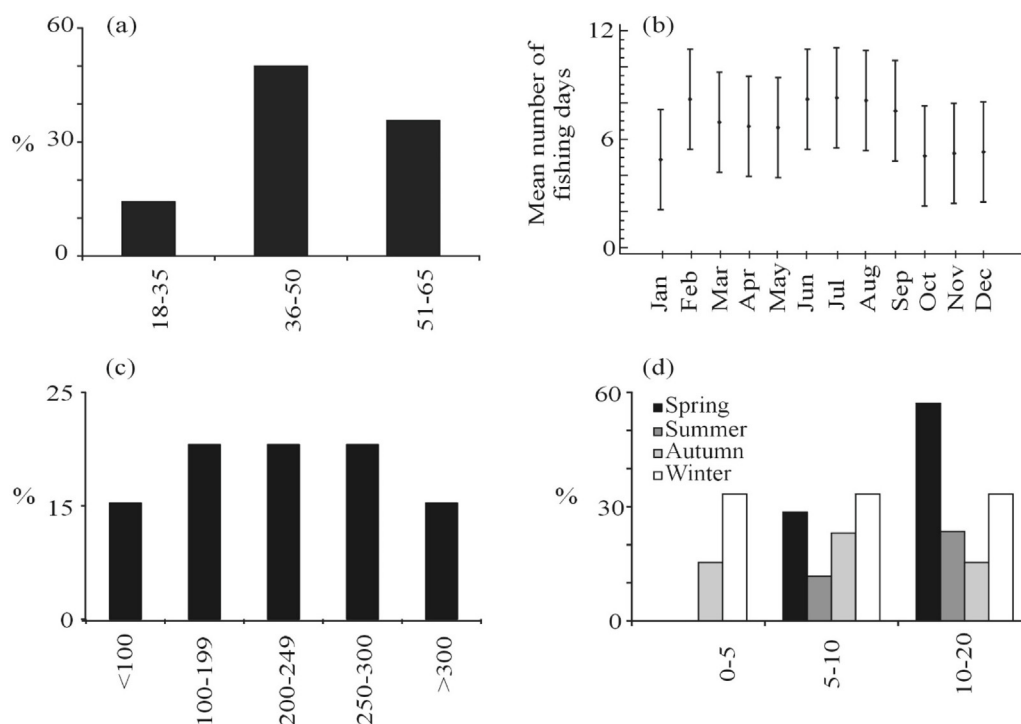 (a)
60
30
0
%
18-35
36-50
51-65
(b)
Mean number of
fishing days
12
6
0
Jan
Feb
Mar
Apr
May
Jun
Jul
Aug
Sep
Oct
Nov
Dec
(c)
25
15
0
%
<100
100-199
200-249
250-300
>300
(d)
60
30
0
%
Spring
Summer
Autumn
Winter
0-5
5-10
10-20